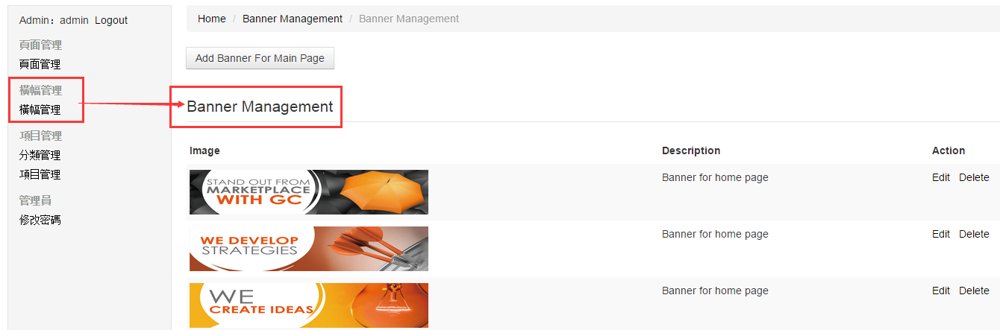 Admin：admin Logout
頁面管理
頁面管理
橫幅管理
橫幅管理
項目管理
分類管理
項目管理
管理員
修改密碼
Home / Banner Management / Banner Management
Add Banner For Main Page
Banner Management
Image Description Action
STAND OUT FROM
MARKETPLACE
WITH GC
Banner for home page Edit Delete
WE DEVELOP
STRATEGIES
Banner for home page Edit Delete
WE
CREATE IDEAS
Banner for home page Edit Delete